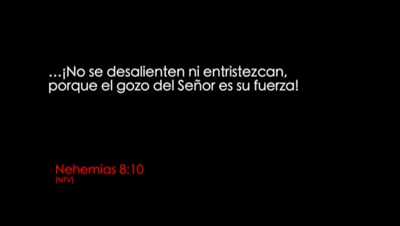 ...¡No se desalienten ni entristezcan,
porque el gozo del Señor es su fuerza!
Nehemías 8:10
(NTV)